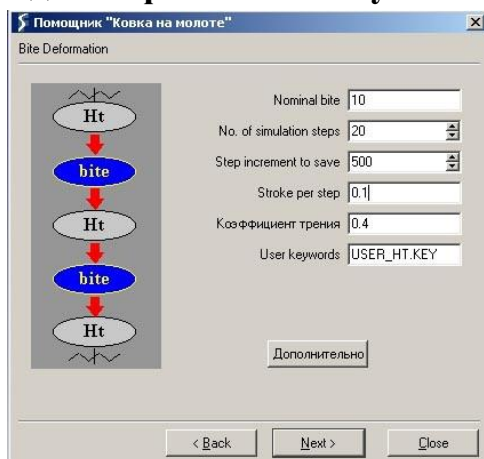 Помощник "Ковка на молоте"
Bite Deformation
Ht
bite
Ht
bite
Ht
Nominal bite 10
No. of simulation steps 20
Step increment to save 500
Stroke per step 0.1
Коэффициент трения 0.4
User keywords USER_HT.KEY
Дополнительно
< Back Next > Close